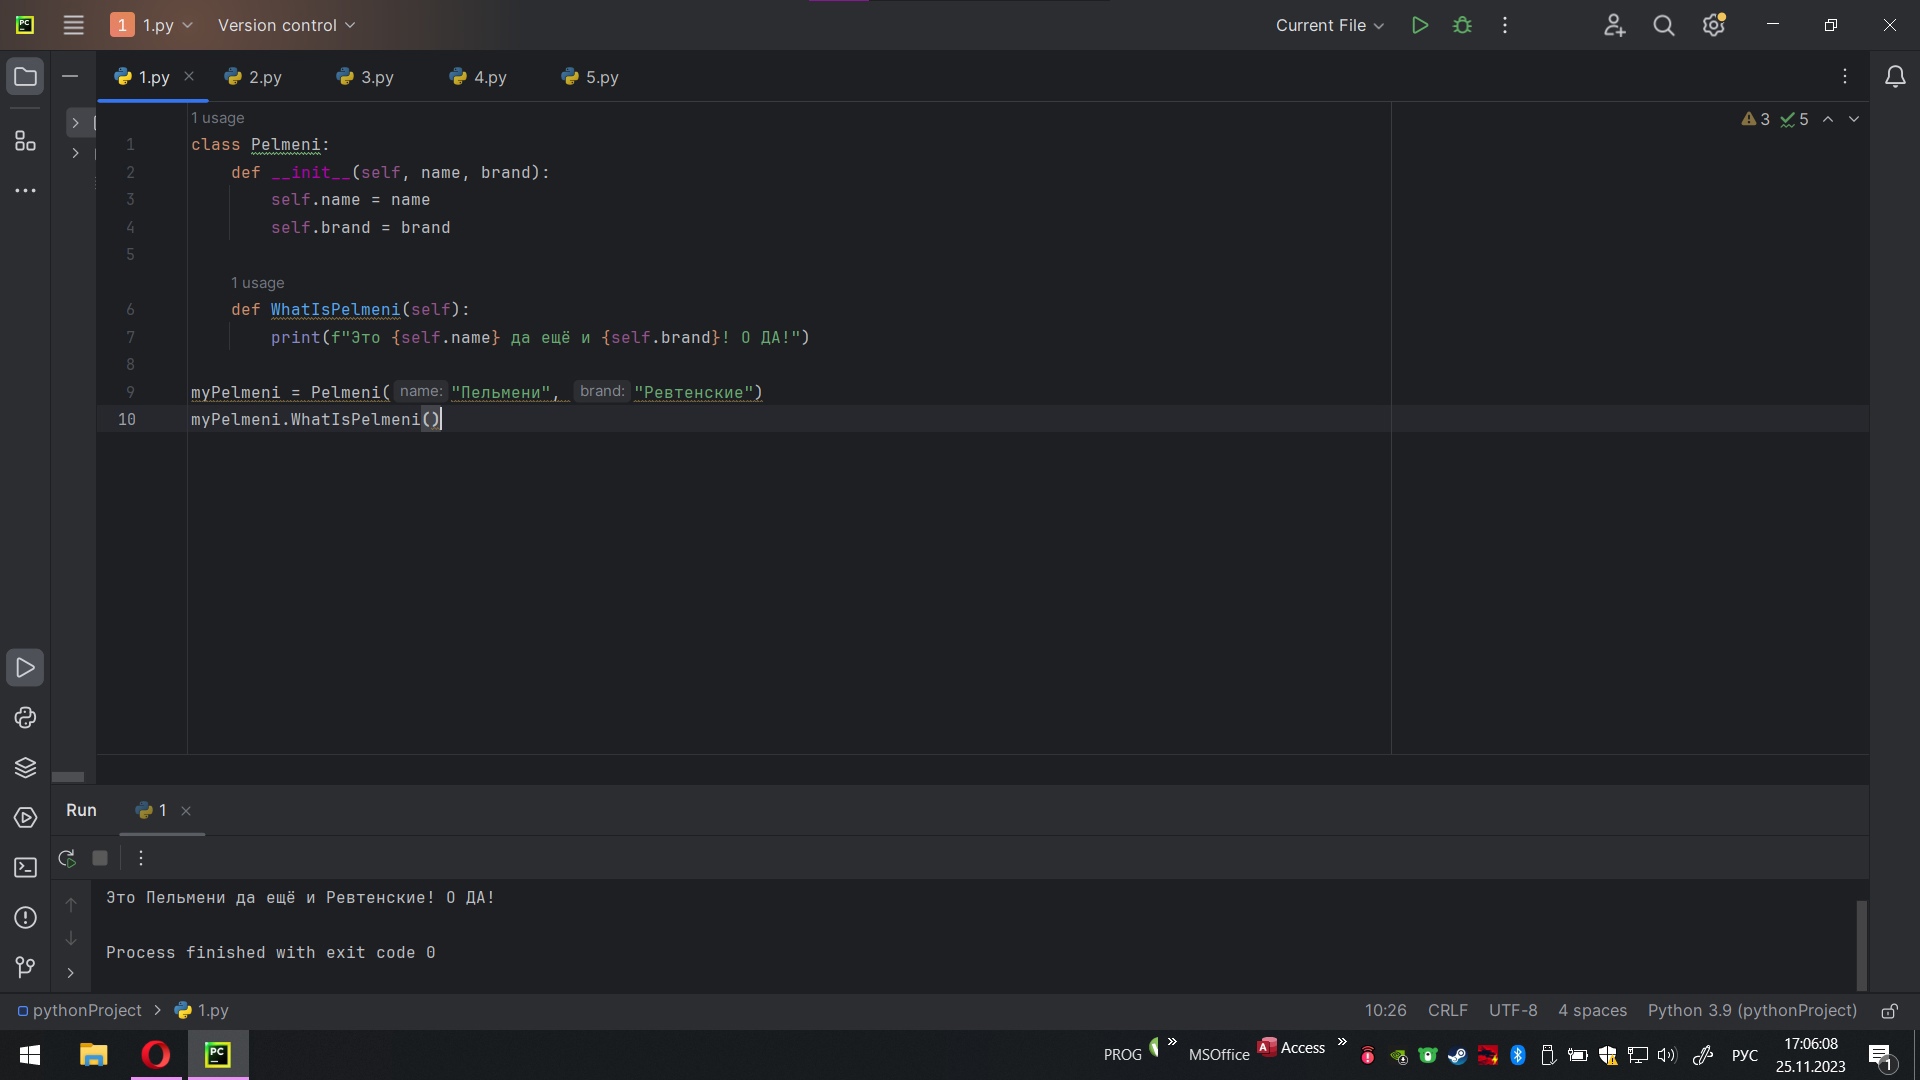 PC
1
1.py
Version control
Current File
1.py
2.py
3.py
4.py
5.py
1 usage
3
5
1 class Pelmeni:
2 def __init__(self, name, brand):
3 self.name = name
4 self.brand = brand
5
1 usage
6 def WhatIsPelmeni(self):
7 print(f"Это {self.name} да ещё и {self.brand}! О ДА!")
8
9 myPelmeni = Pelmeni( name: "Пельмени", brand: "Ревтенские")
10 myPelmeni.WhatIsPelmeni()
Run
1
Это Пельмени да ещё и Ревтенские! О ДА!
Process finished with exit code 0
pythonProject > 1.py
10:26
CRLF
UTF-8
4 spaces
Python 3.9 (pythonProject)
PC
PROG
MSOffice
A
Access
РУС
17:06:08
25.11.2023
1